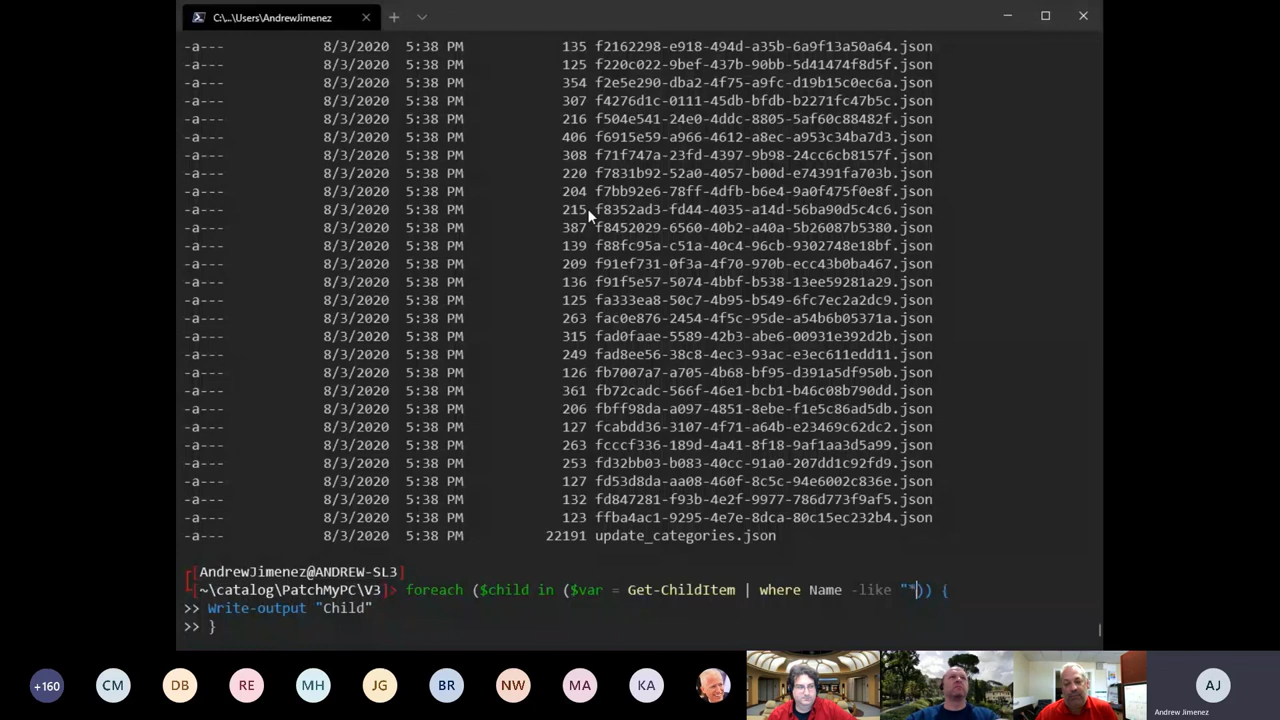 C:\...\Users\AndrewJimenez
-a--- 8/3/2020 5:38 PM 135 f2162298-e918-494d-a35b-6a9f13a50a64.json
-a--- 8/3/2020 5:38 PM 125 f220c022-9bef-437b-90bb-5d41474f8d5f.json
-a--- 8/3/2020 5:38 PM 354 f2e5e290-dba2-4f75-a9fc-d19b15c0ec6a.json
-a--- 8/3/2020 5:38 PM 307 f4276d1c-0111-45db-bfdb-b2271fc47b5c.json
-a--- 8/3/2020 5:38 PM 216 f504e541-24e0-4ddc-8805-5af60c88482f.json
-a--- 8/3/2020 5:38 PM 406 f6915e59-a966-4612-a8ec-a953c34ba7d3.json
-a--- 8/3/2020 5:38 PM 308 f71f747a-23fd-4397-9b98-24cc6cb8157f.json
-a--- 8/3/2020 5:38 PM 220 f7831b92-52a0-4057-b00d-e74391fa703b.json
-a--- 8/3/2020 5:38 PM 204 f7bb92e6-78ff-4dfb-b6e4-9a0f475f0e8f.json
-a--- 8/3/2020 5:38 PM 215 f8352ad3-fd44-4035-a14d-56ba90d5c4c6.json
-a--- 8/3/2020 5:38 PM 387 f8452029-6560-40b2-a40a-5b26087b5380.json
-a--- 8/3/2020 5:38 PM 139 f88fc95a-c51a-40c4-96cb-9302748e18bf.json
-a--- 8/3/2020 5:38 PM 209 f91ef731-0f3a-4f70-970b-ecc43b0ba467.json
-a--- 8/3/2020 5:38 PM 136 f91f5e57-5074-4bbf-b538-13ee59281a29.json
-a--- 8/3/2020 5:38 PM 125 fa333ea8-50c7-4b95-b549-6fc7ec2a2dc9.json
-a--- 8/3/2020 5:38 PM 263 fac0e876-2454-4f5c-95de-a54b6b05371a.json
-a--- 8/3/2020 5:38 PM 315 fad0faae-5589-42b3-abe6-00931e392d2b.json
-a--- 8/3/2020 5:38 PM 249 fad8ee56-38c8-4ec3-93ac-e3ec611edd11.json
-a--- 8/3/2020 5:38 PM 126 fb7007a7-a705-4b68-bf95-d391a5df950b.json
-a--- 8/3/2020 5:38 PM 361 fb72cadc-566f-46e1-bcb1-b46c08b790dd.json
-a--- 8/3/2020 5:38 PM 206 fbff98da-a097-4851-8ebe-f1e5c86ad5db.json
-a--- 8/3/2020 5:38 PM 127 fcabdd36-3107-4f71-a64b-e23469c62dc2.json
-a--- 8/3/2020 5:38 PM 263 fcccf336-189d-4a41-8f18-9af1aa3d5a99.json
-a--- 8/3/2020 5:38 PM 253 fd32bb03-b083-40cc-91a0-207dd1c92fd9.json
-a--- 8/3/2020 5:38 PM 127 fd53d8da-aa08-460f-8c5c-94e6002c836e.json
-a--- 8/3/2020 5:38 PM 132 fd847281-f93b-4e2f-9977-786d773f9af5.json
-a--- 8/3/2020 5:38 PM 123 ffba4ac1-9295-4e7e-8dca-80c15ec232b4.json
-a--- 8/3/2020 5:38 PM 22191 update_categories.json
[AndrewJimenez@ANDREW-SL3]
[~\catalog\PatchMyPC\V3]> foreach ($child in ($var = Get-ChildItem | where Name -like "*)) {
>> Write-output "Child"
>> }
+160 CM DB RE MH JG BR NW MA KA AJ
Andrew Jimenez